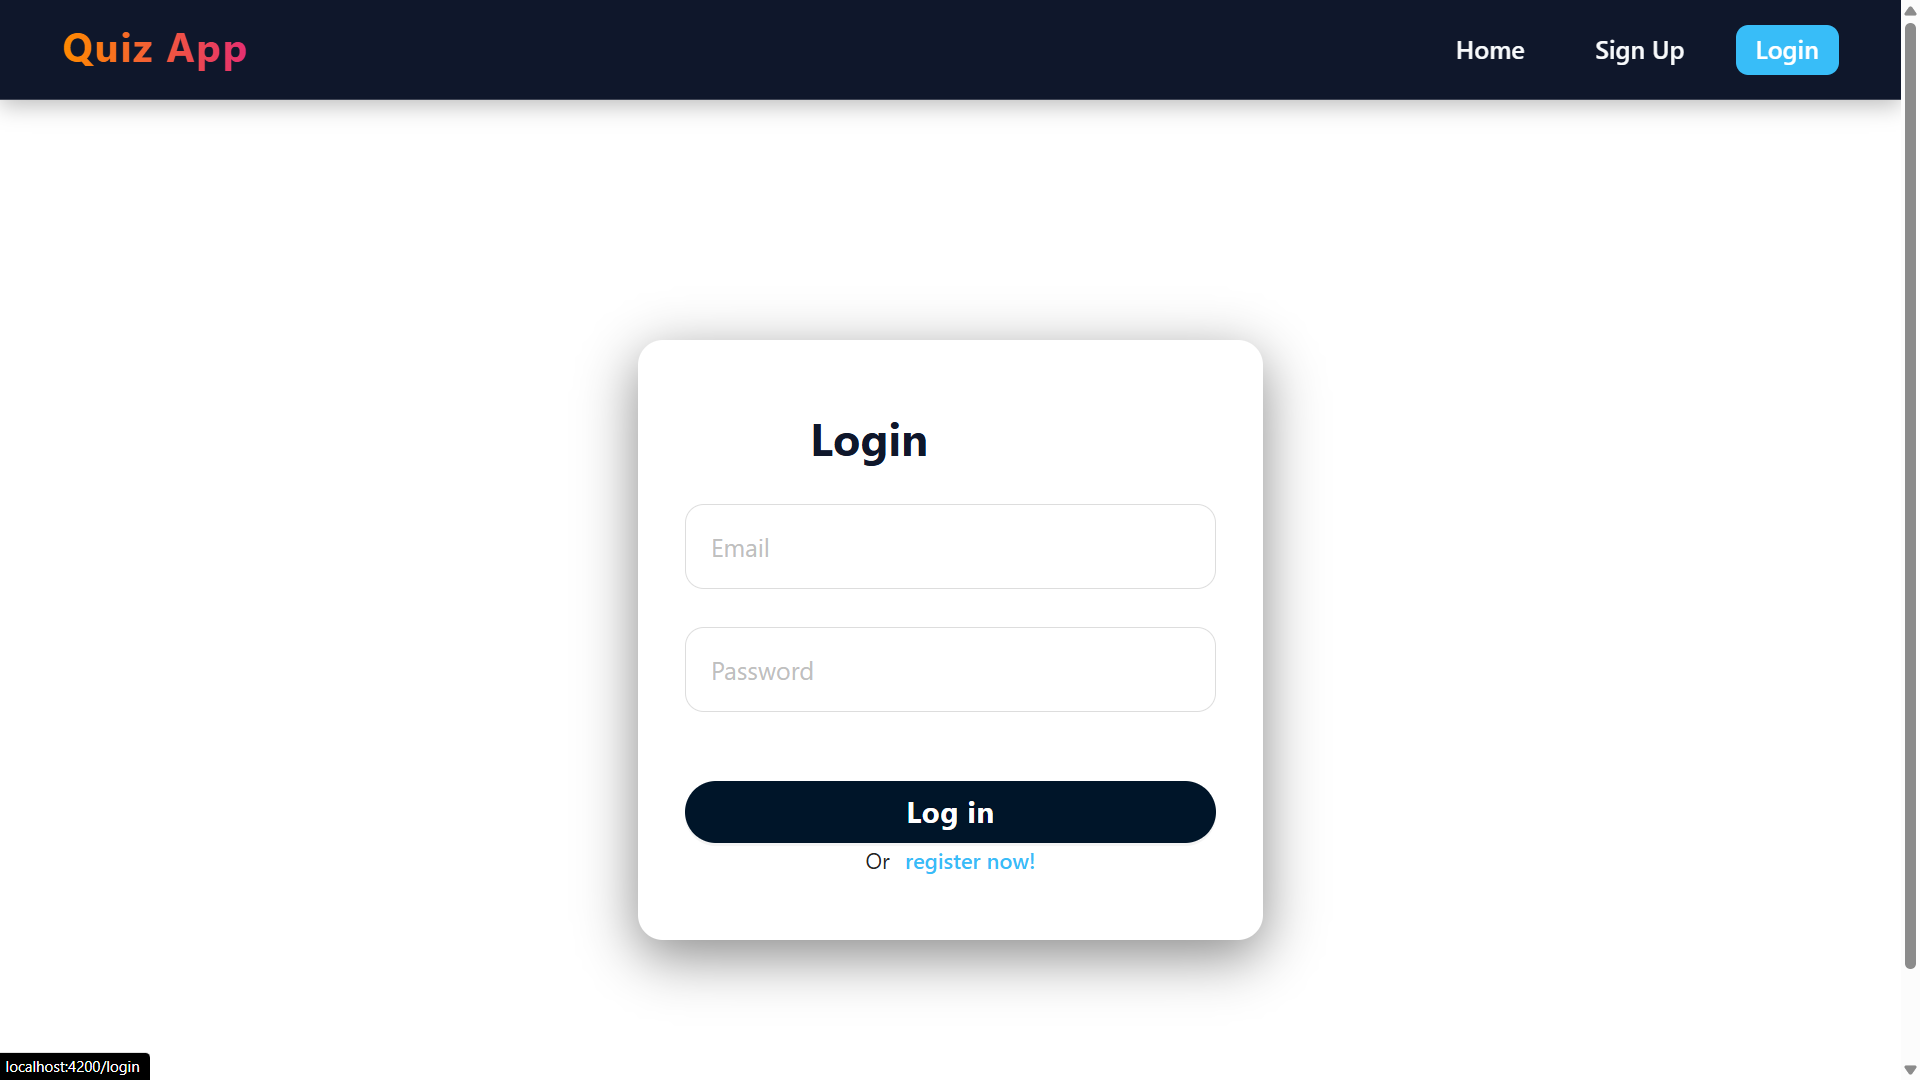 Quiz App
Home
Sign Up
Login
Login
Email
Password
Log in
Or register now!
localhost:4200/login